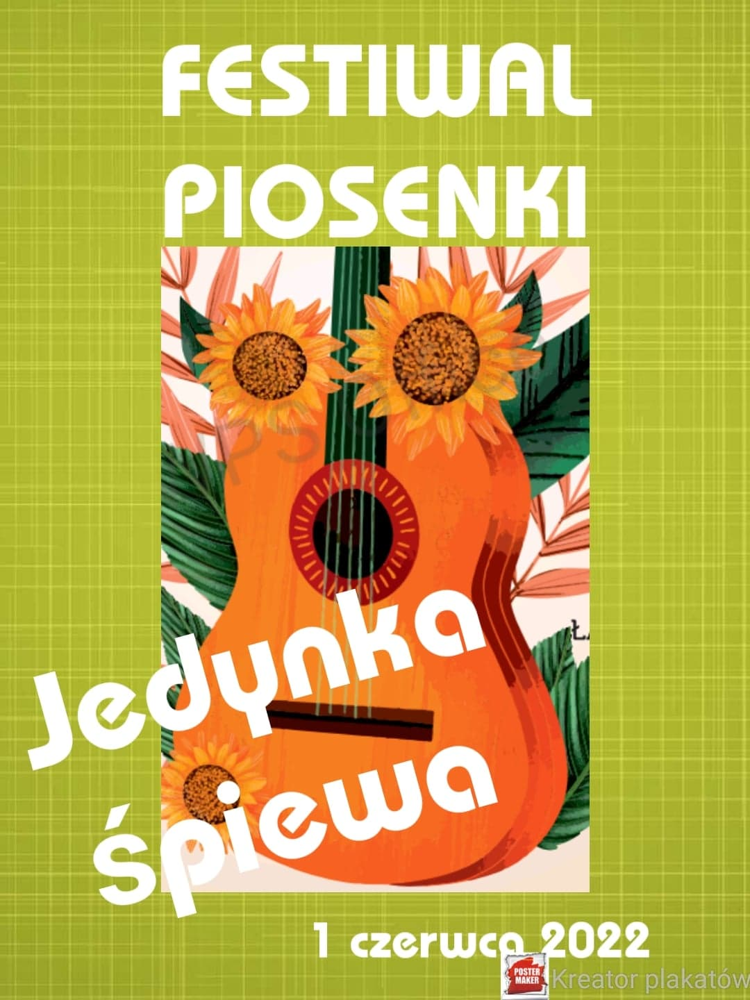 FESTIWAL
PIOSENKI
Jedynka
śpiewa
1 czerwca 2022
POSTER
MAKER
Kreator plakatów